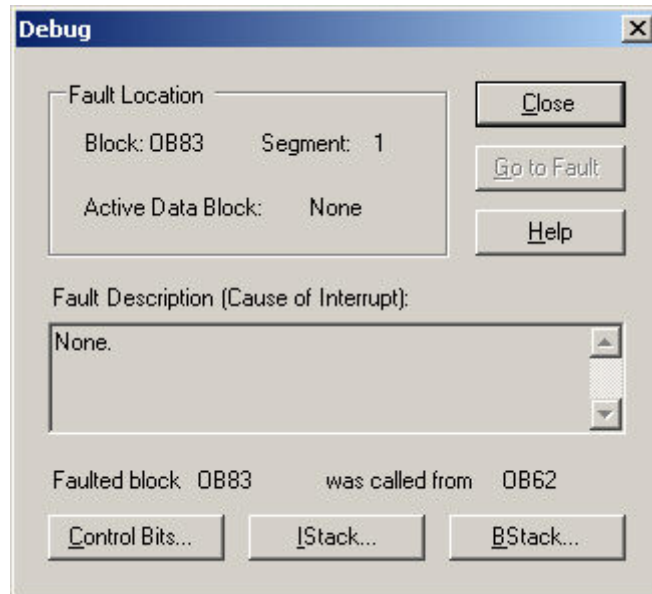 Debug
Fault Location
Block: OB83 Segment: 1
Active Data Block: None
Close
Go to Fault
Help
Fault Description (Cause of Interrupt):
None.
Faulted block OB83 was called from OB62
Control Bits... IStack... BStack...